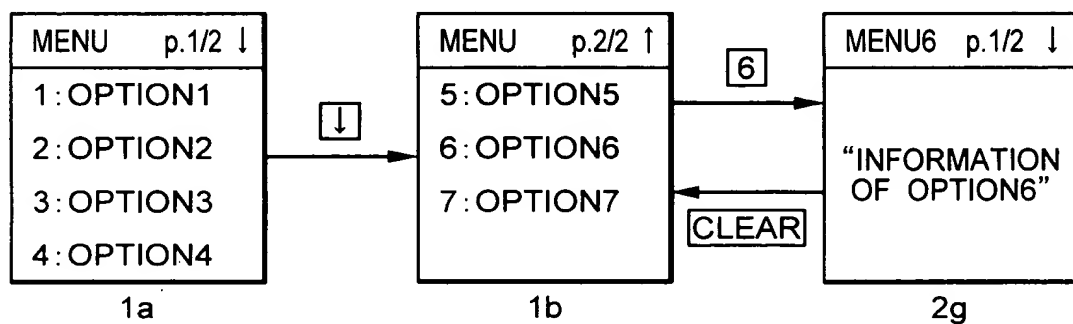 MENU p.1/2 ↓
1:OPTION1
2:OPTION2
3:OPTION3
4:OPTION4
1a
↓
MENU p.2/2 ↑
5:OPTION5
6:OPTION6
7:OPTION7
1b
6
CLEAR
MENU6 p.1/2 ↓
“INFORMATION
OF OPTION6”
2g